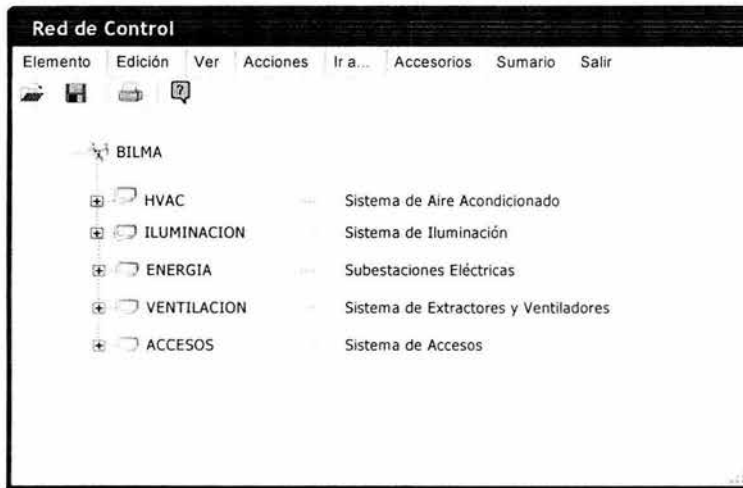 Red de Control
Elemento Edición Ver Acciones Ir a... Accesorios Sumario Salir
BILMA
HVAC Sistema de Aire Acondicionado
ILUMINACION Sistema de Iluminación
ENERGIA Subestaciones Eléctricas
VENTILACION Sistema de Extractores y Ventiladores
ACCESOS Sistema de Accesos